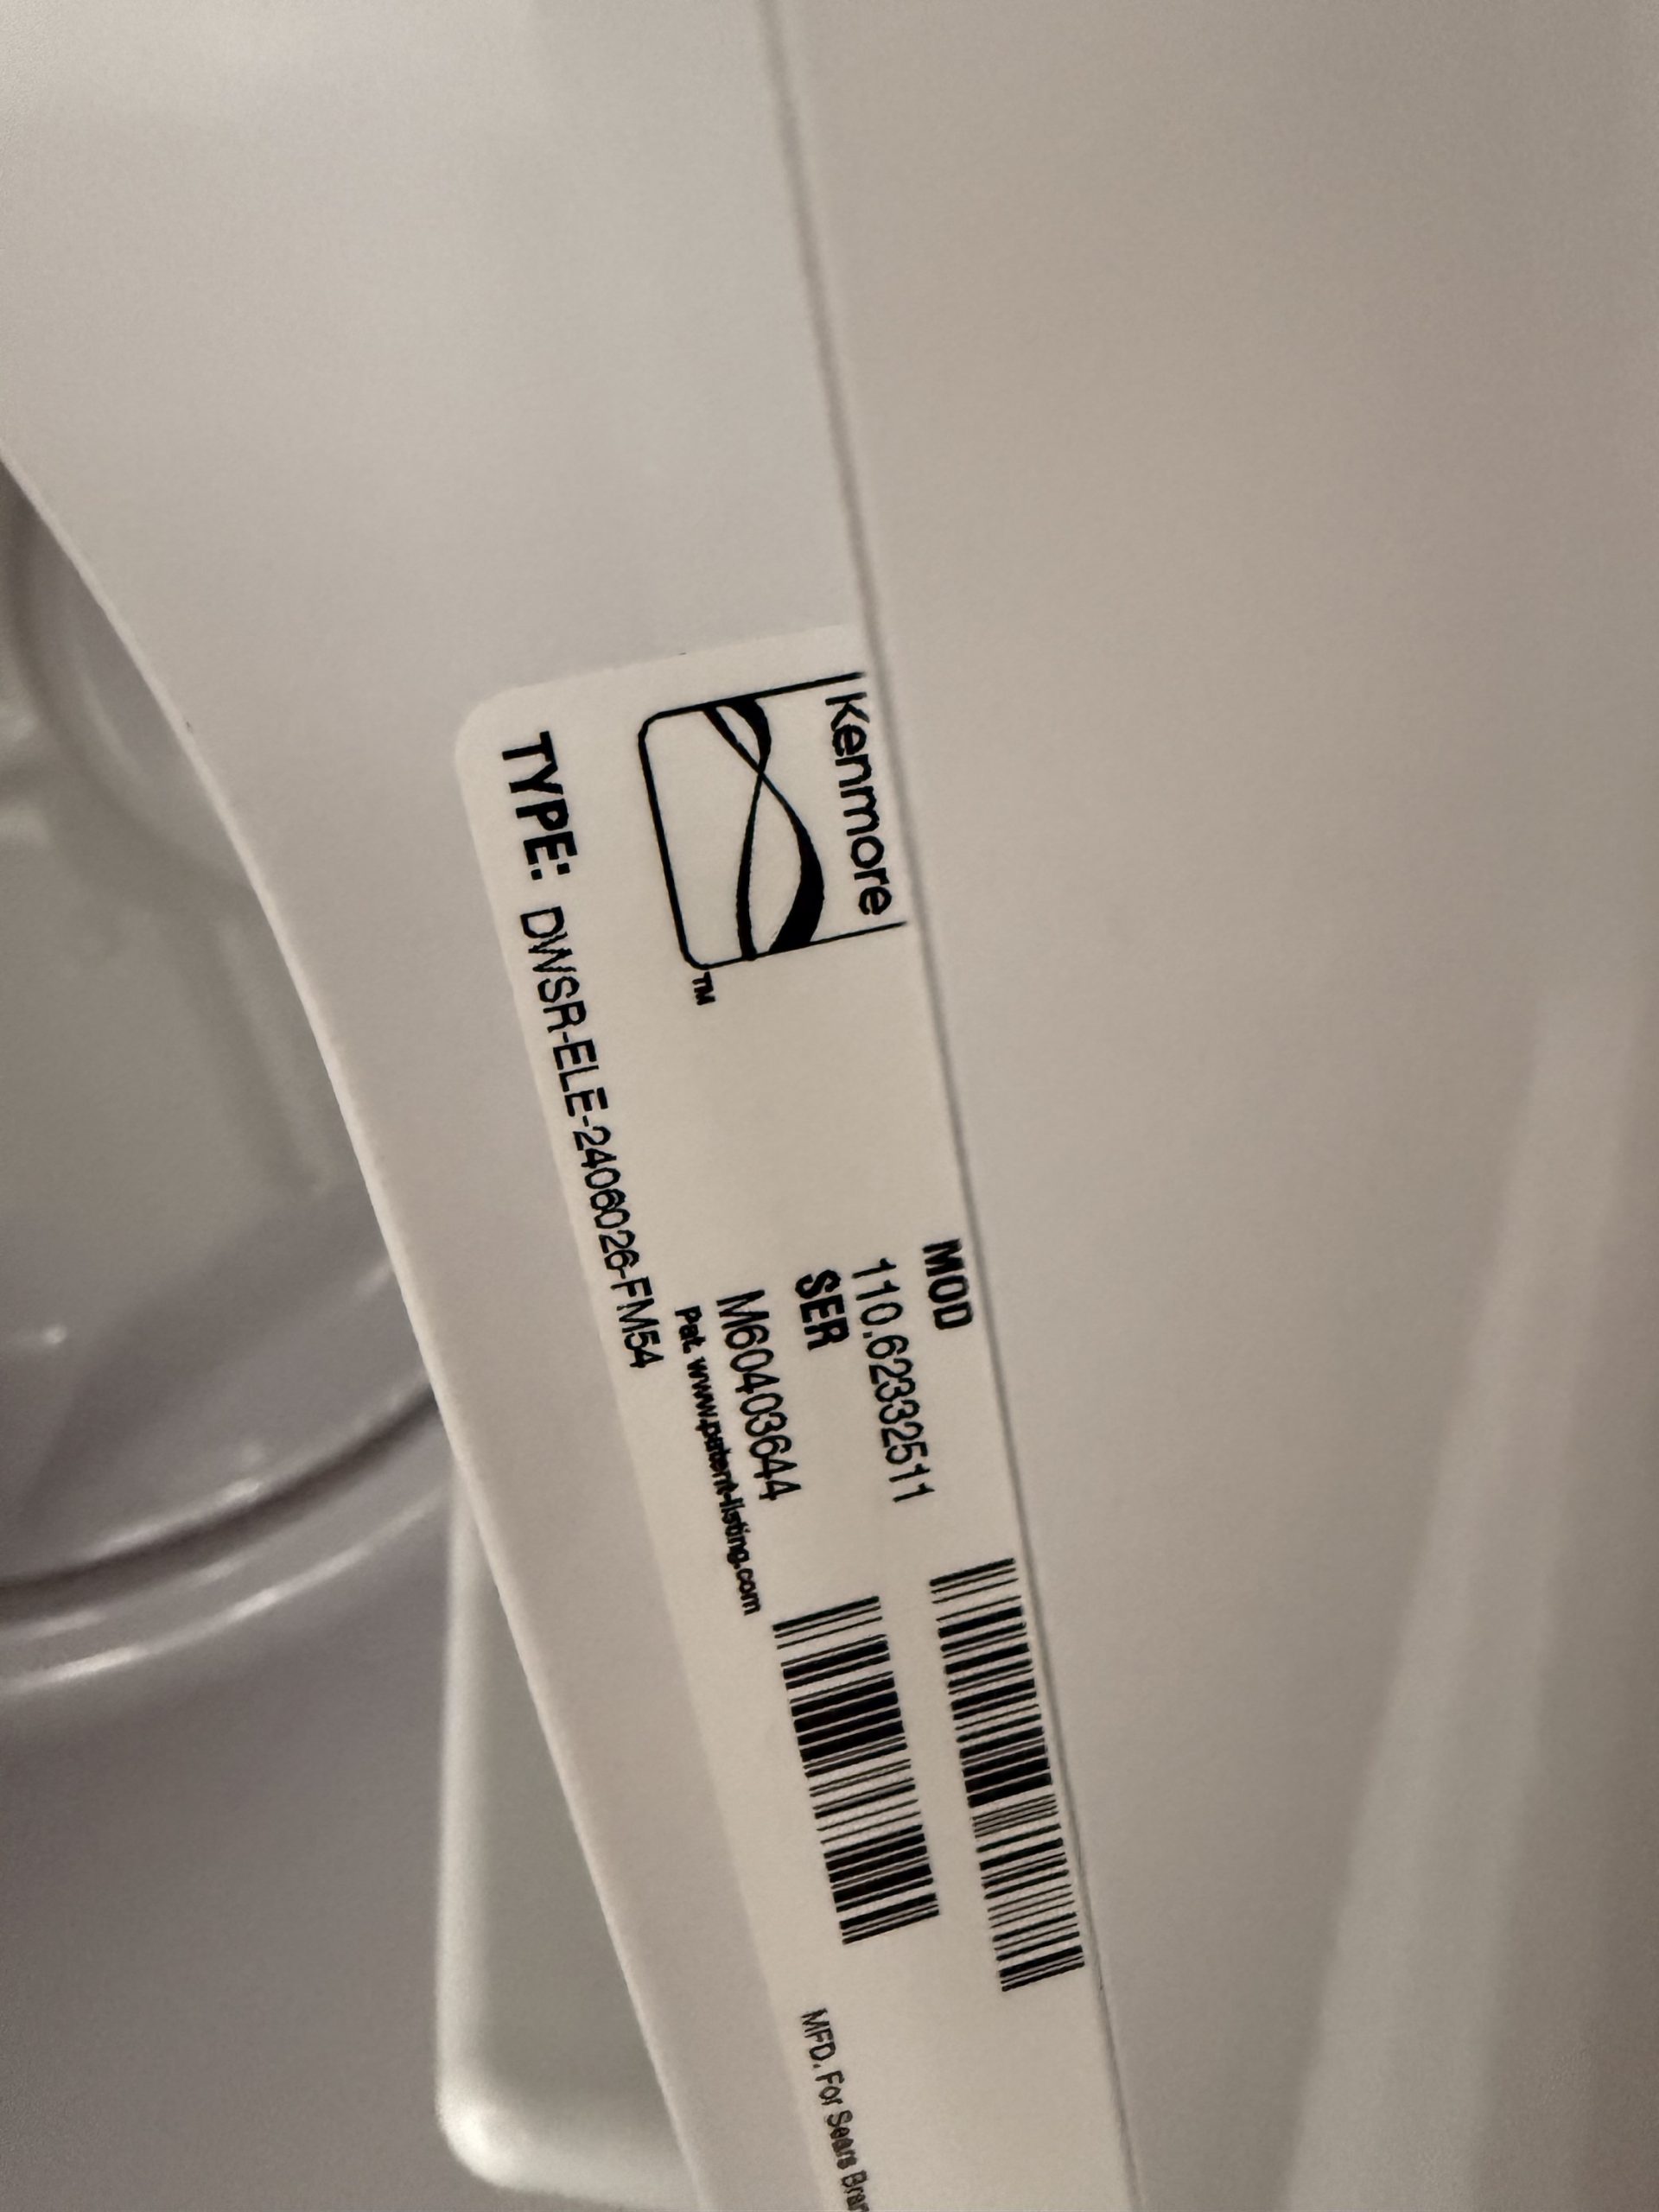 Kenmore
TM
MOD
110.62332511
SER
M60403644
Pat. www.patent-listing.com
TYPE: DWSR-ELE-2406026-FM54
MFD. For Sears